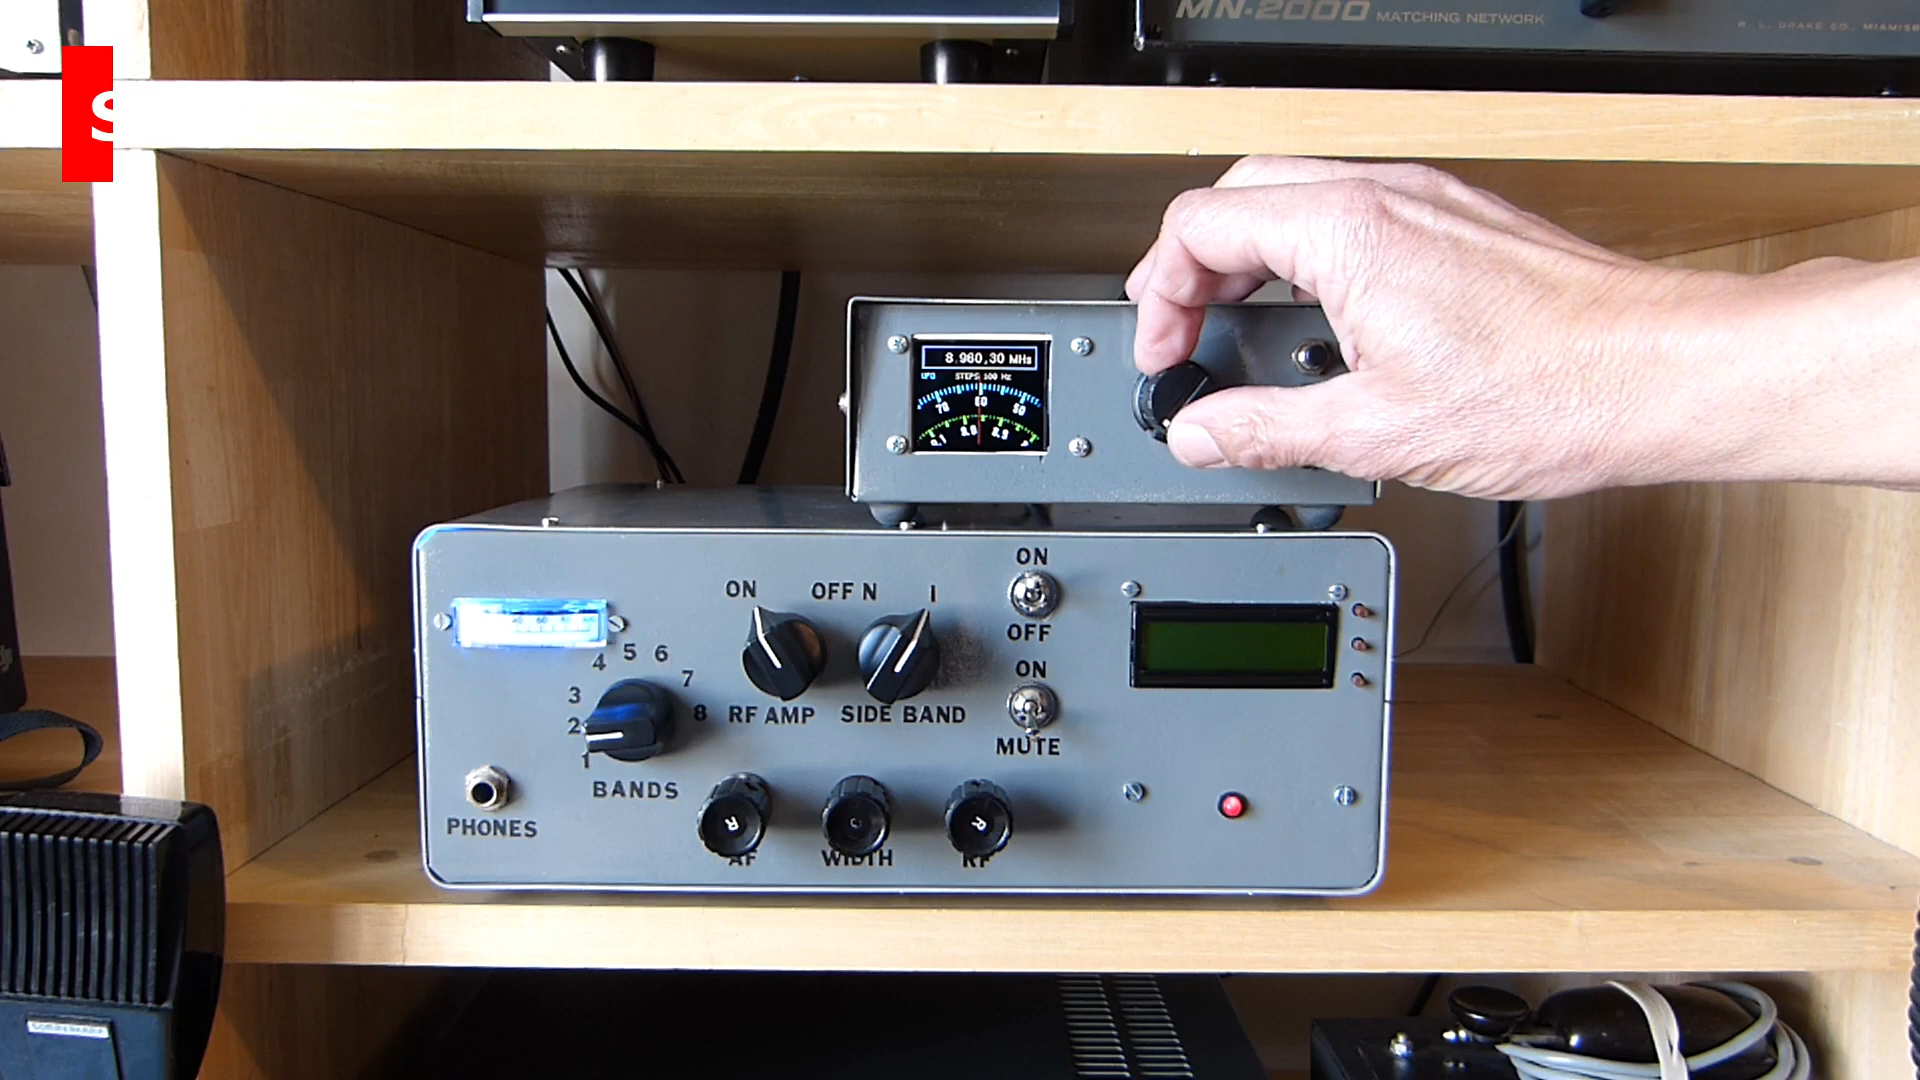 MN-2000 MATCHING NETWORK
R. L. DRAKE CO., MIAMISB
S
8.960,30 MHz
VFO STEPS: 100 Hz
70 60 50
ON OFF N I
ON
OFF
ON
MUTE
RF AMP SIDE BAND
1 2 3 4 5 6 7 8
BANDS
PHONES
AF WIDTH RF